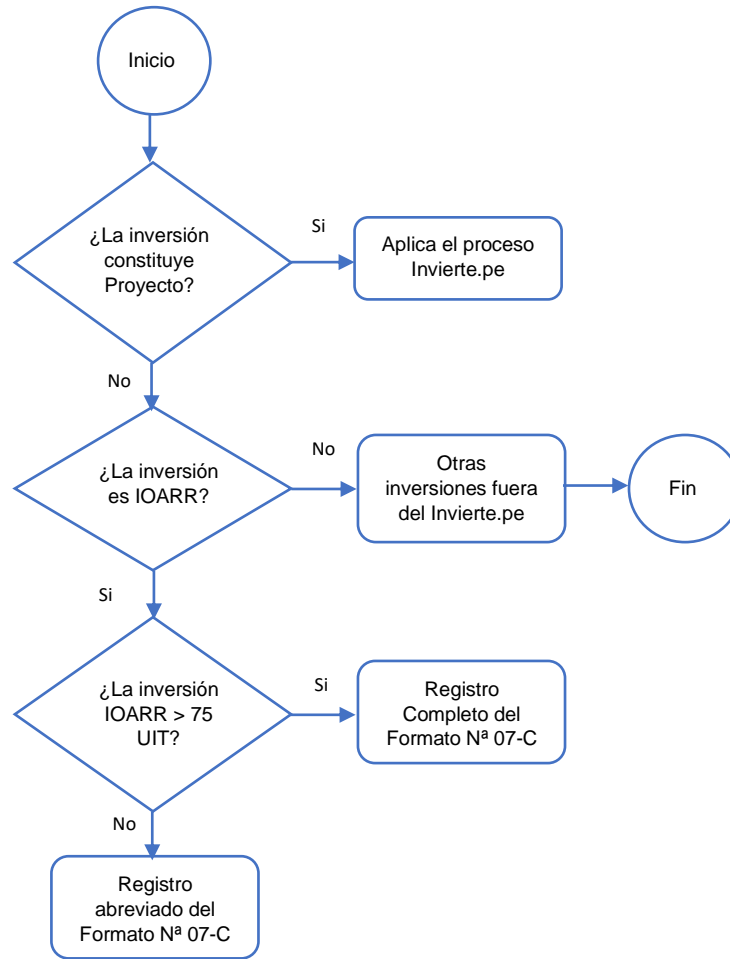 Inicio
¿La inversión
constituye
Proyecto?
Si
Aplica el proceso
Invierte.pe
No
¿La inversión
es IOARR?
No
Otras
inversiones fuera
del Invierte.pe
Fin
Si
¿La inversión
IOARR > 75
UIT?
Si
Registro
Completo del
Formato Nª 07-C
No
Registro
abreviado del
Formato Nª 07-C